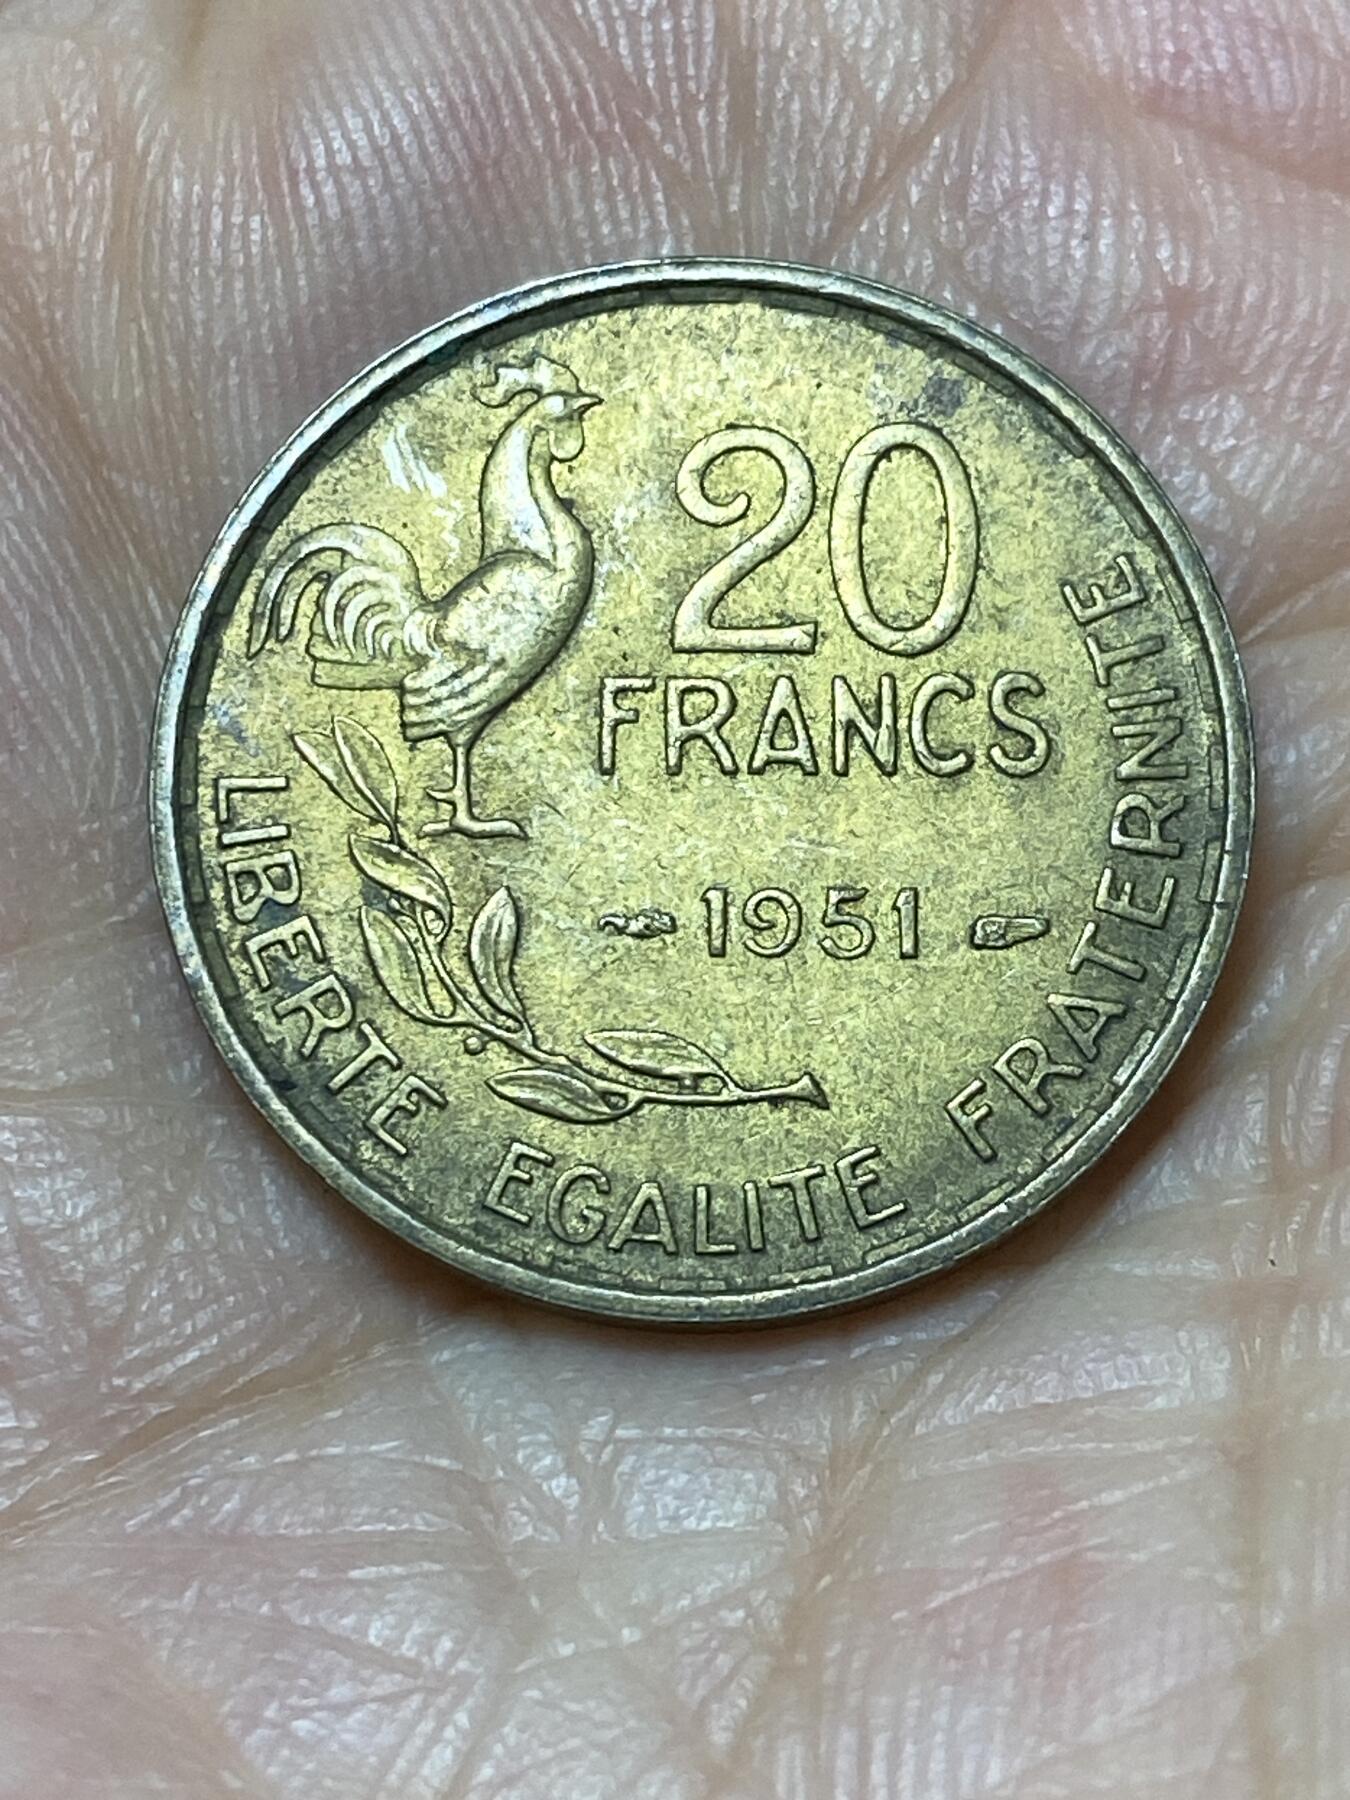 20
FRANCS
1951
LIBERTE EGALITE FRATERNITE